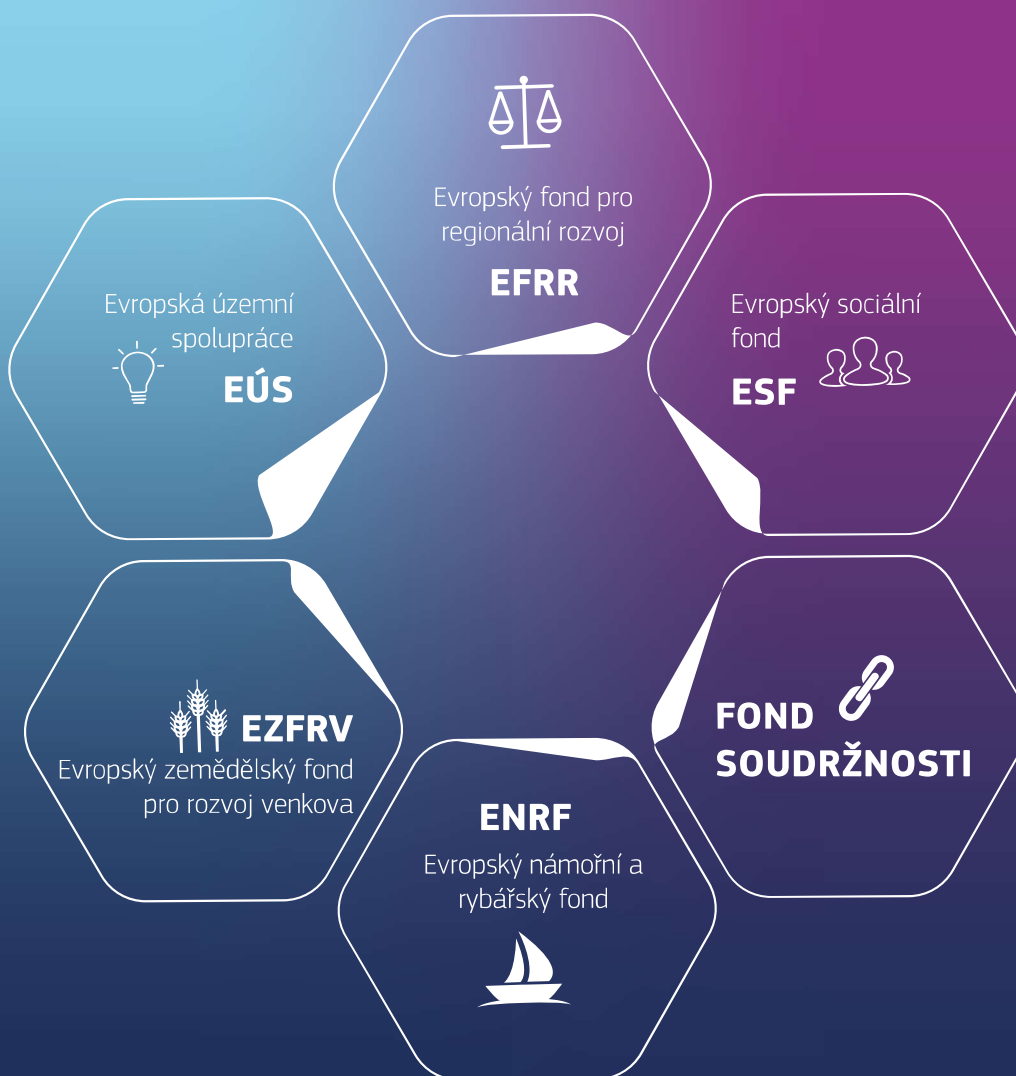 Evropský fond pro
regionální rozvoj
EFRR
Evropská územní
spolupráce
EÚS
Evropský sociální
fond
ESF
EZFRV
Evropský zemědělský fond
pro rozvoj venkova
FOND
SOUDRŽNOSTI
ENRF
Evropský námořní a
rybářský fond